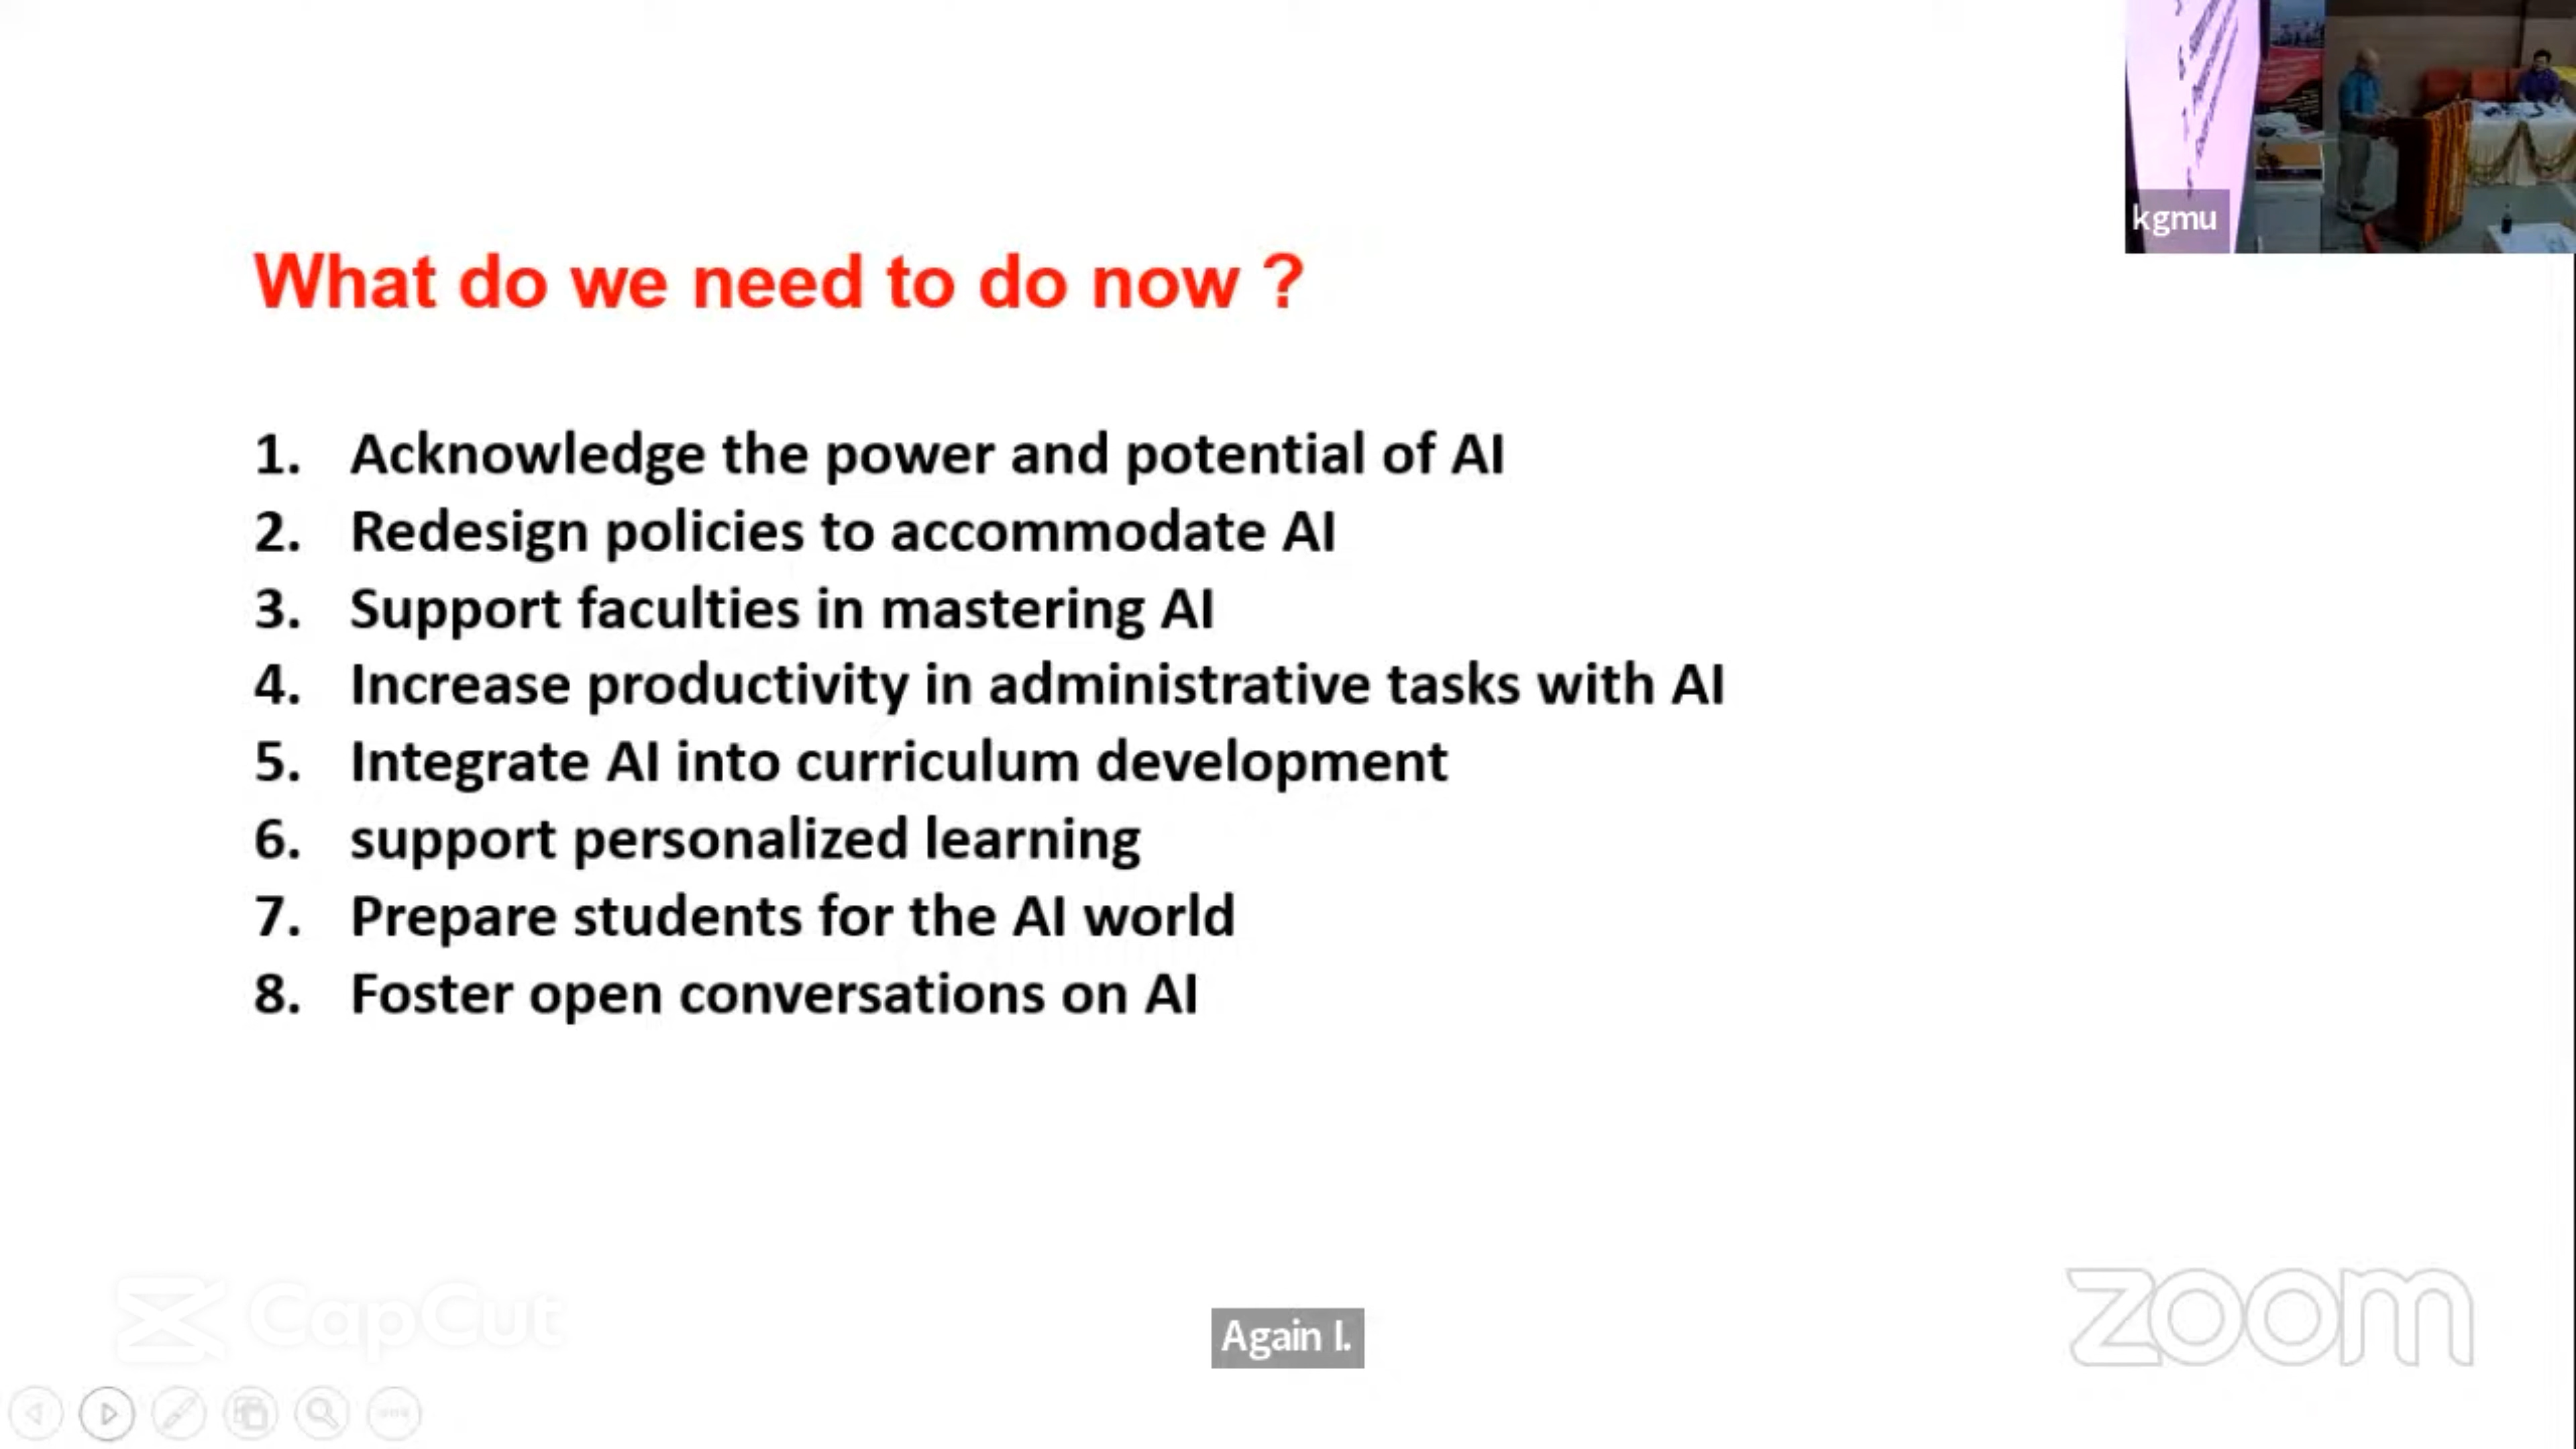 kgmu
What do we need to do now ?
1. Acknowledge the power and potential of AI
2. Redesign policies to accommodate AI
3. Support faculties in mastering AI
4. Increase productivity in administrative tasks with AI
5. Integrate AI into curriculum development
6. support personalized learning
7. Prepare students for the AI world
8. Foster open conversations on AI
CapCut
zoom
Again I.